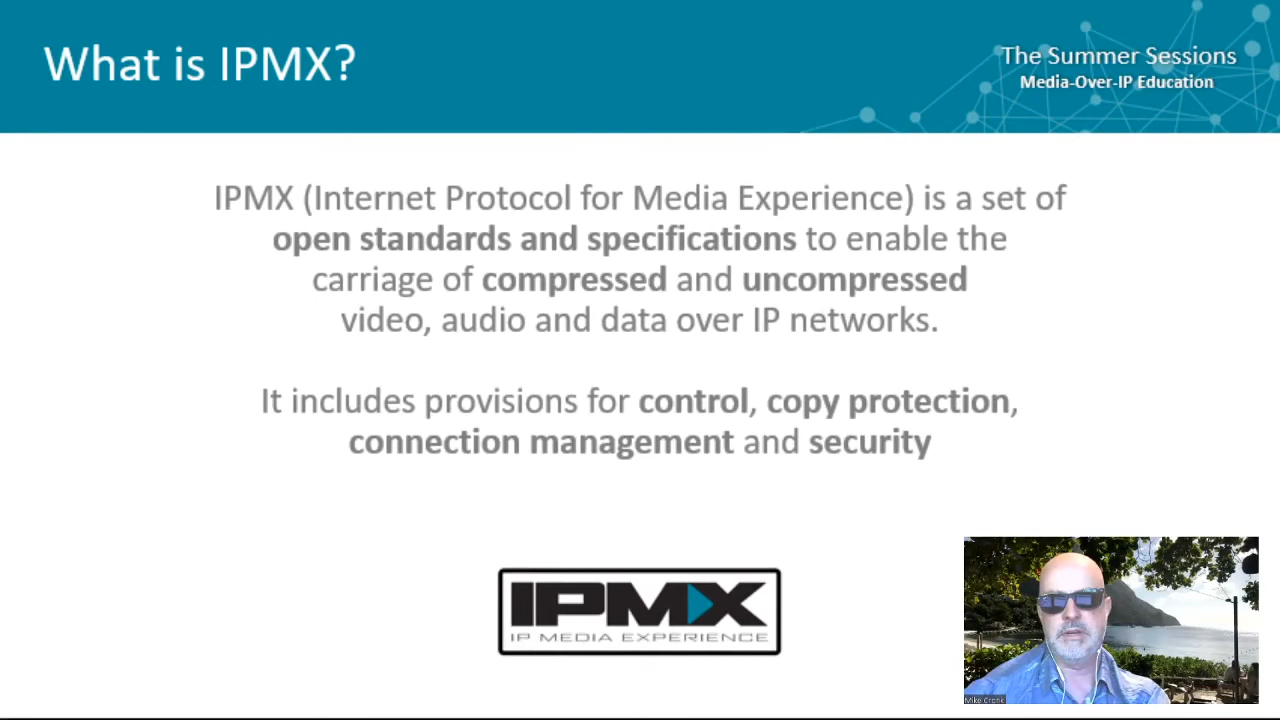 What is IPMX?
The Summer Sessions
Media-Over-IP Education
IPMX (Internet Protocol for Media Experience) is a set of
open standards and specifications to enable the
carriage of compressed and uncompressed
video, audio and data over IP networks.
It includes provisions for control, copy protection,
connection management and security
IPMX
IP MEDIA EXPERIENCE
Mike Cronk